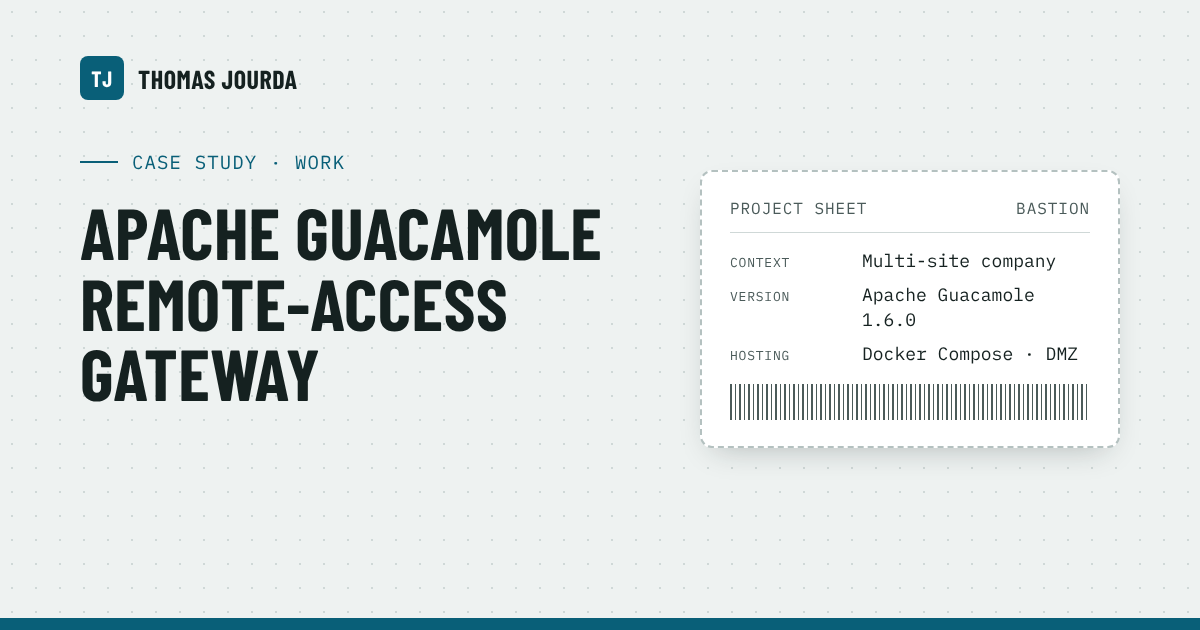 TJ THOMAS JOURDA
CASE STUDY · WORK
APACHE GUACAMOLE
REMOTE-ACCESS
GATEWAY
PROJECT SHEET BASTION
CONTEXT Multi-site company
VERSION Apache Guacamole
1.6.0
HOSTING Docker Compose · DMZ